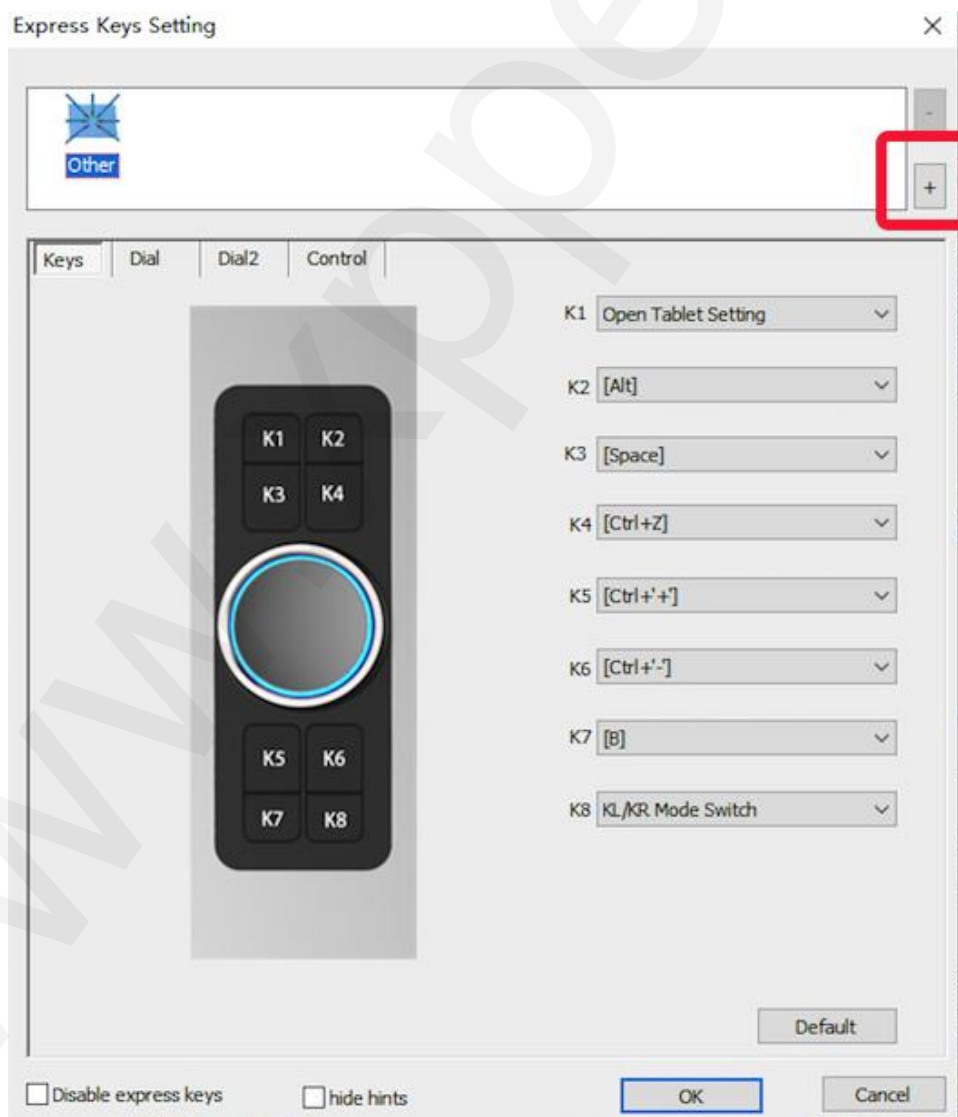 Express Keys Setting
Other
-
+
Keys Dial Dial2 Control
K1 Open Tablet Setting
K2 [Alt]
K3 [Space]
K4 [Ctrl+Z]
K5 [Ctrl+'+']
K6 [Ctrl+'-']
K7 [B]
K8 KL/KR Mode Switch
K1 K2
K3 K4
K5 K6
K7 K8
Default
Disable express keys hide hints OK Cancel